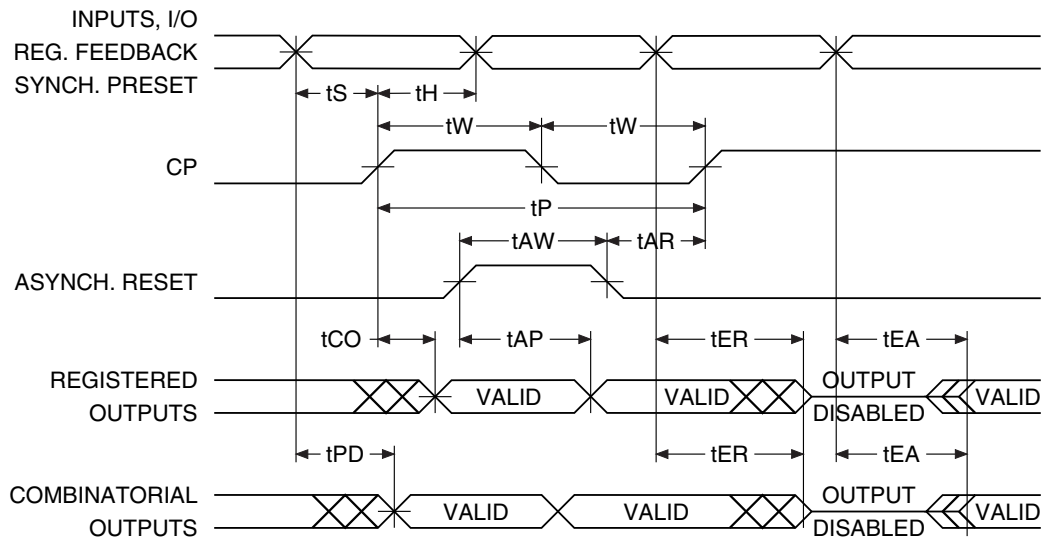 INPUTS, I/O
REG. FEEDBACK
SYNCH. PRESET
tS tH
tW tW
CP
tP
tAW tAR
ASYNCH. RESET
tCO tAP tER tEA
REGISTERED
OUTPUTS
VALID VALID OUTPUT DISABLED VALID
tPD tER tEA
COMBINATORIAL
OUTPUTS
VALID VALID OUTPUT DISABLED VALID